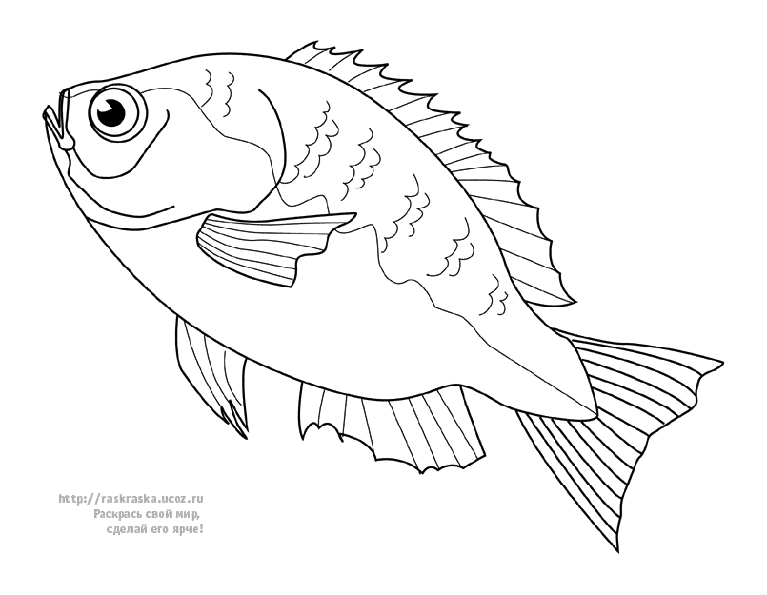 http://raskraska.ucoz.ru
Раскрась свой мир,
сделай его ярче!